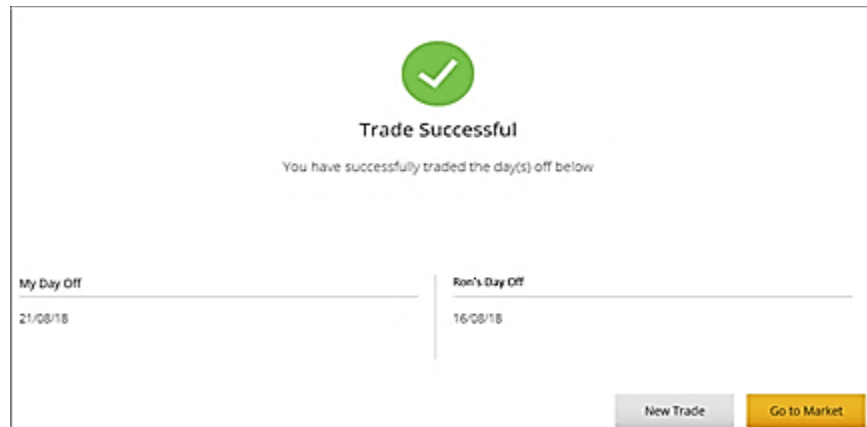 Trade Successful
You have successfully traded the day(s) off below
My Day Off
21/08/18
Ron's Day Off
16/08/18
New Trade
Go to Market